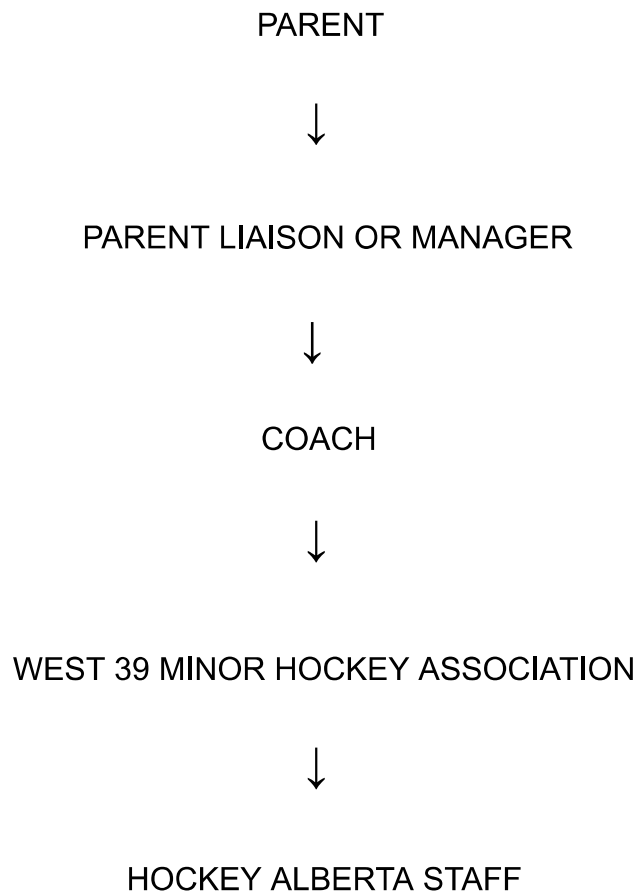 PARENT
↓
PARENT LIAISON OR MANAGER
↓
COACH
↓
WEST 39 MINOR HOCKEY ASSOCIATION
↓
HOCKEY ALBERTA STAFF